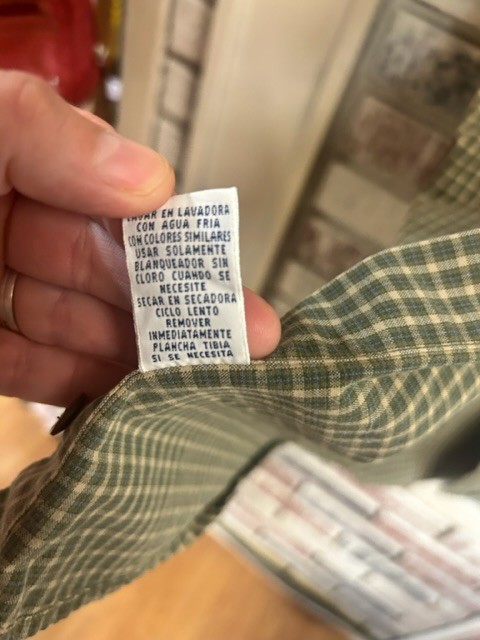 LAVAR EN LAVADORA
CON AGUA FRIA
CON COLORES SIMILARES
USAR SOLAMENTE
BLANQUEADOR SIN
CLORO CUANDO SE
NECESITE
SECAR EN SECADORA
CICLO LENTO
REMOVER
INMEDIATAMENTE
PLANCHA TIBIA
SI SE NECESITA